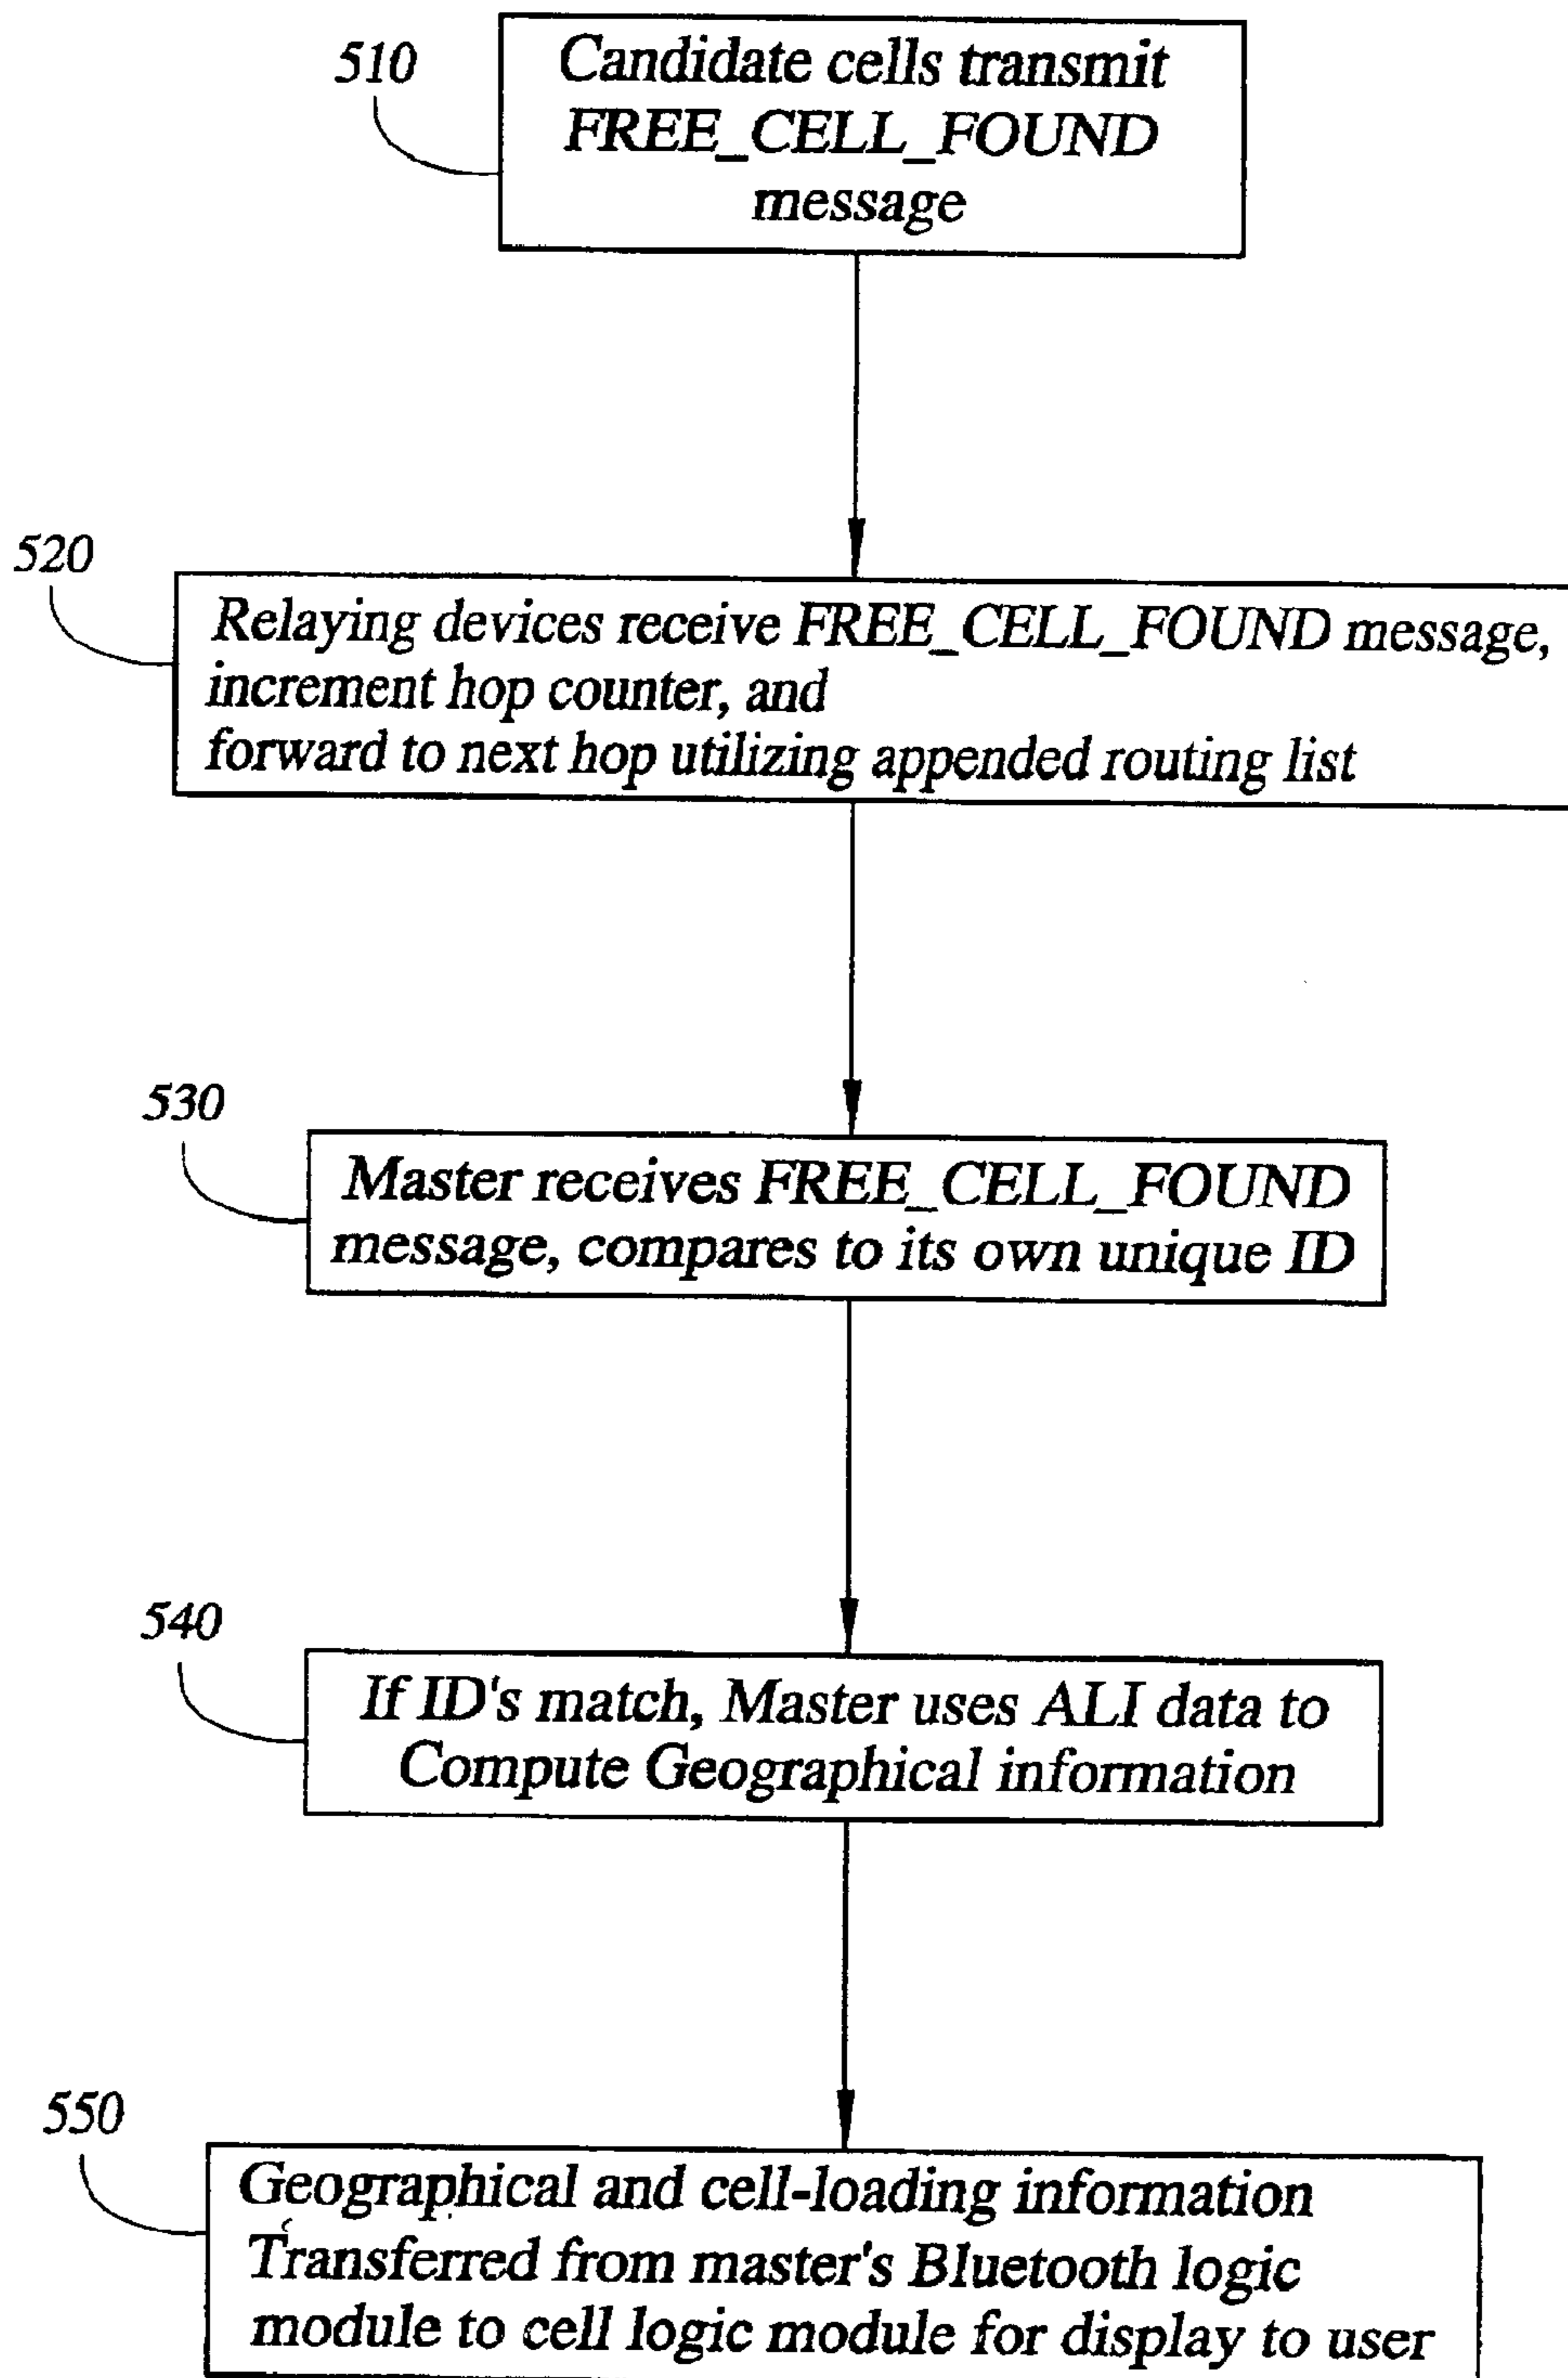 510
Candidate cells transmit
FREE_CELL_FOUND
message
520
Relaying devices receive FREE_CELL_FOUND message,
increment hop counter, and
forward to next hop utilizing appended routing list
530
Master receives FREE_CELL_FOUND
message, compares to its own unique ID
540
If ID's match, Master uses ALI data to
Compute Geographical information
550
Geographical and cell-loading information
Transferred from master's Bluetooth logic
module to cell logic module for display to user